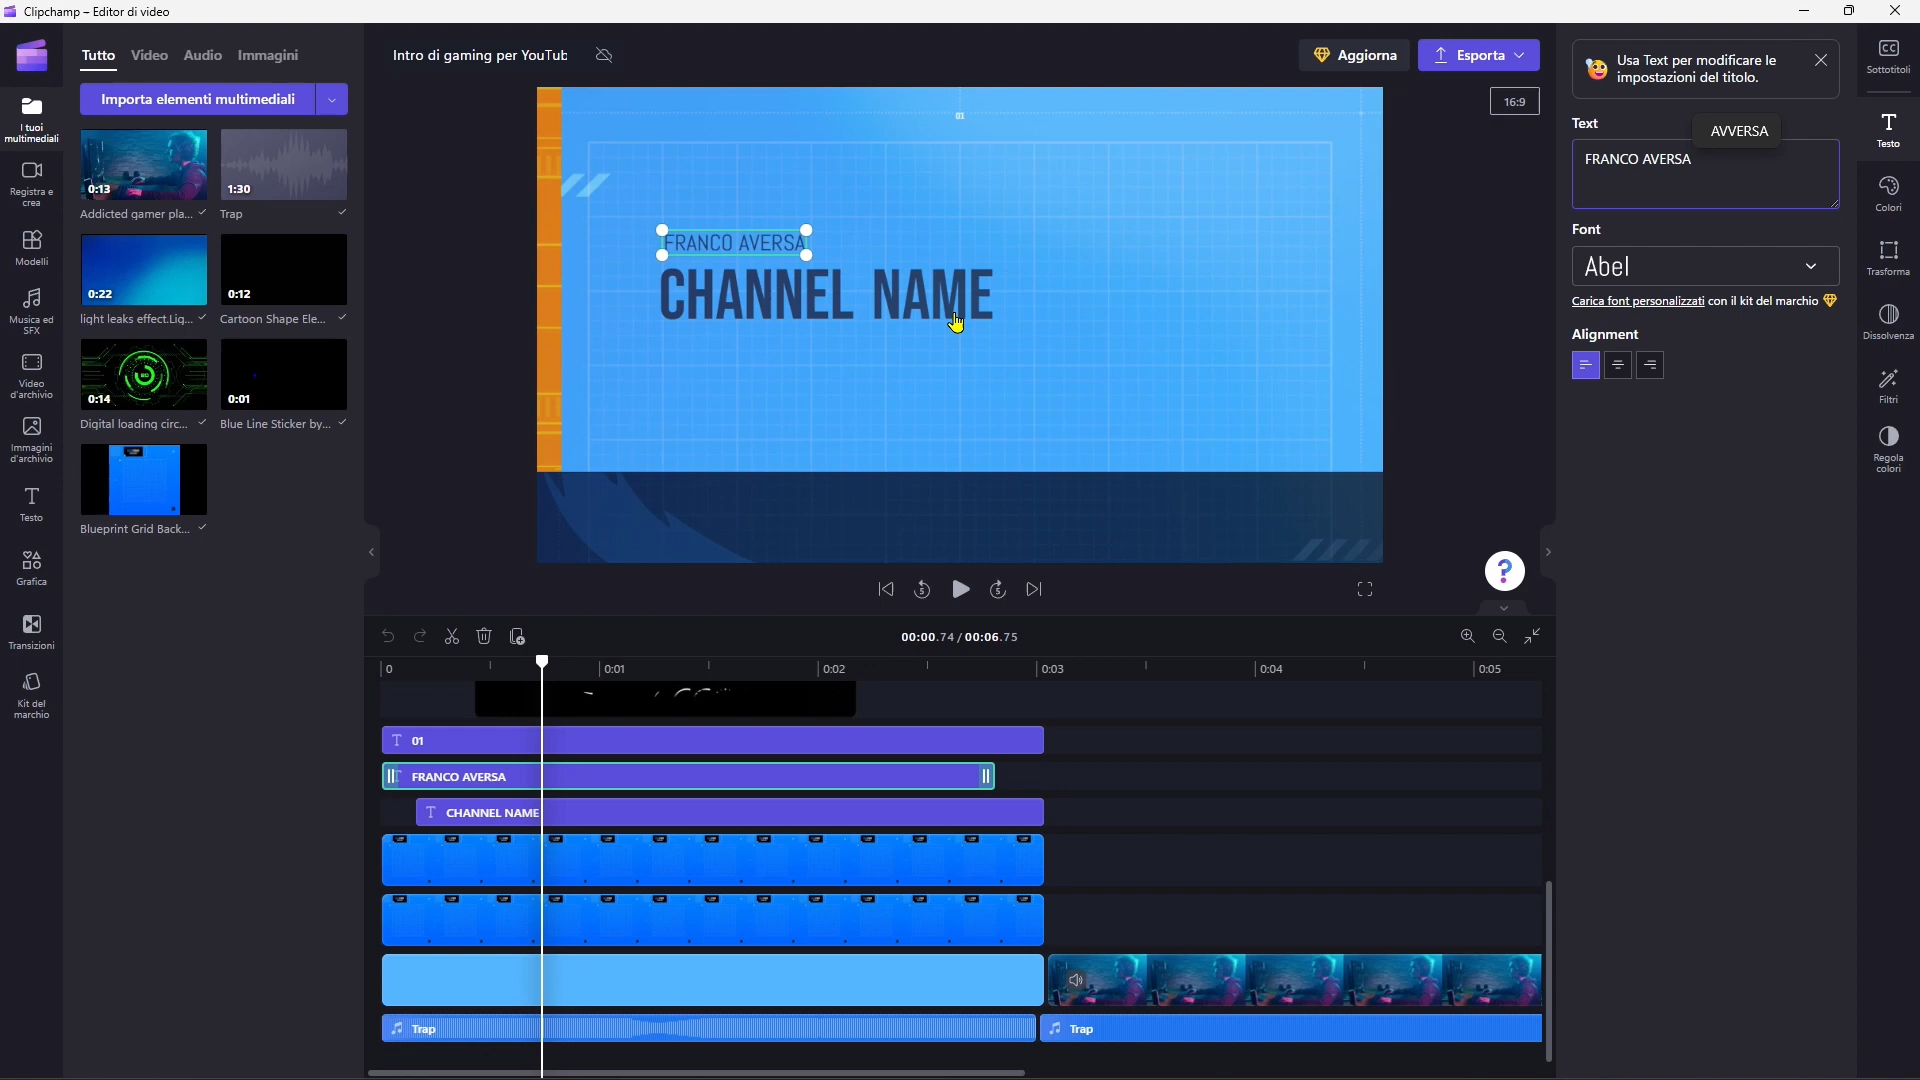 Clipchamp – Editor di video
Tutto Video Audio Immagini
Importa elementi multimediali
I tuoi
multimediali
Registra e
crea
Modelli
Musica ed
SFX
Video
d'archivio
Immagini
d'archivio
Testo
Grafica
Transizioni
Kit del
marchio
0:13
Addicted gamer pla...
1:30
Trap
0:22
light leaks effect.Lig...
0:12
Cartoon Shape Ele...
0:14
Digital loading circ...
0:01
Blue Line Sticker by...
Blueprint Grid Back...
Intro di gaming per YouTub
Aggiorna
Esporta
16:9
01
FRANCO AVERSA
CHANNEL NAME
5
5
?
00:00.74 / 00:06.75
0 0:01 0:02 0:03 0:04 0:05
T 01
FRANCO AVERSA
T CHANNEL NAME
Trap
Trap
Usa Text per modificare le
impostazioni del titolo.
Text
AVVERSA
FRANCO AVERSA
Font
Abel
Carica font personalizzati con il kit del marchio
Alignment
CC
Sottotitoli
Testo
Colori
Trasforma
Dissolvenza
Filtri
Regola
colori